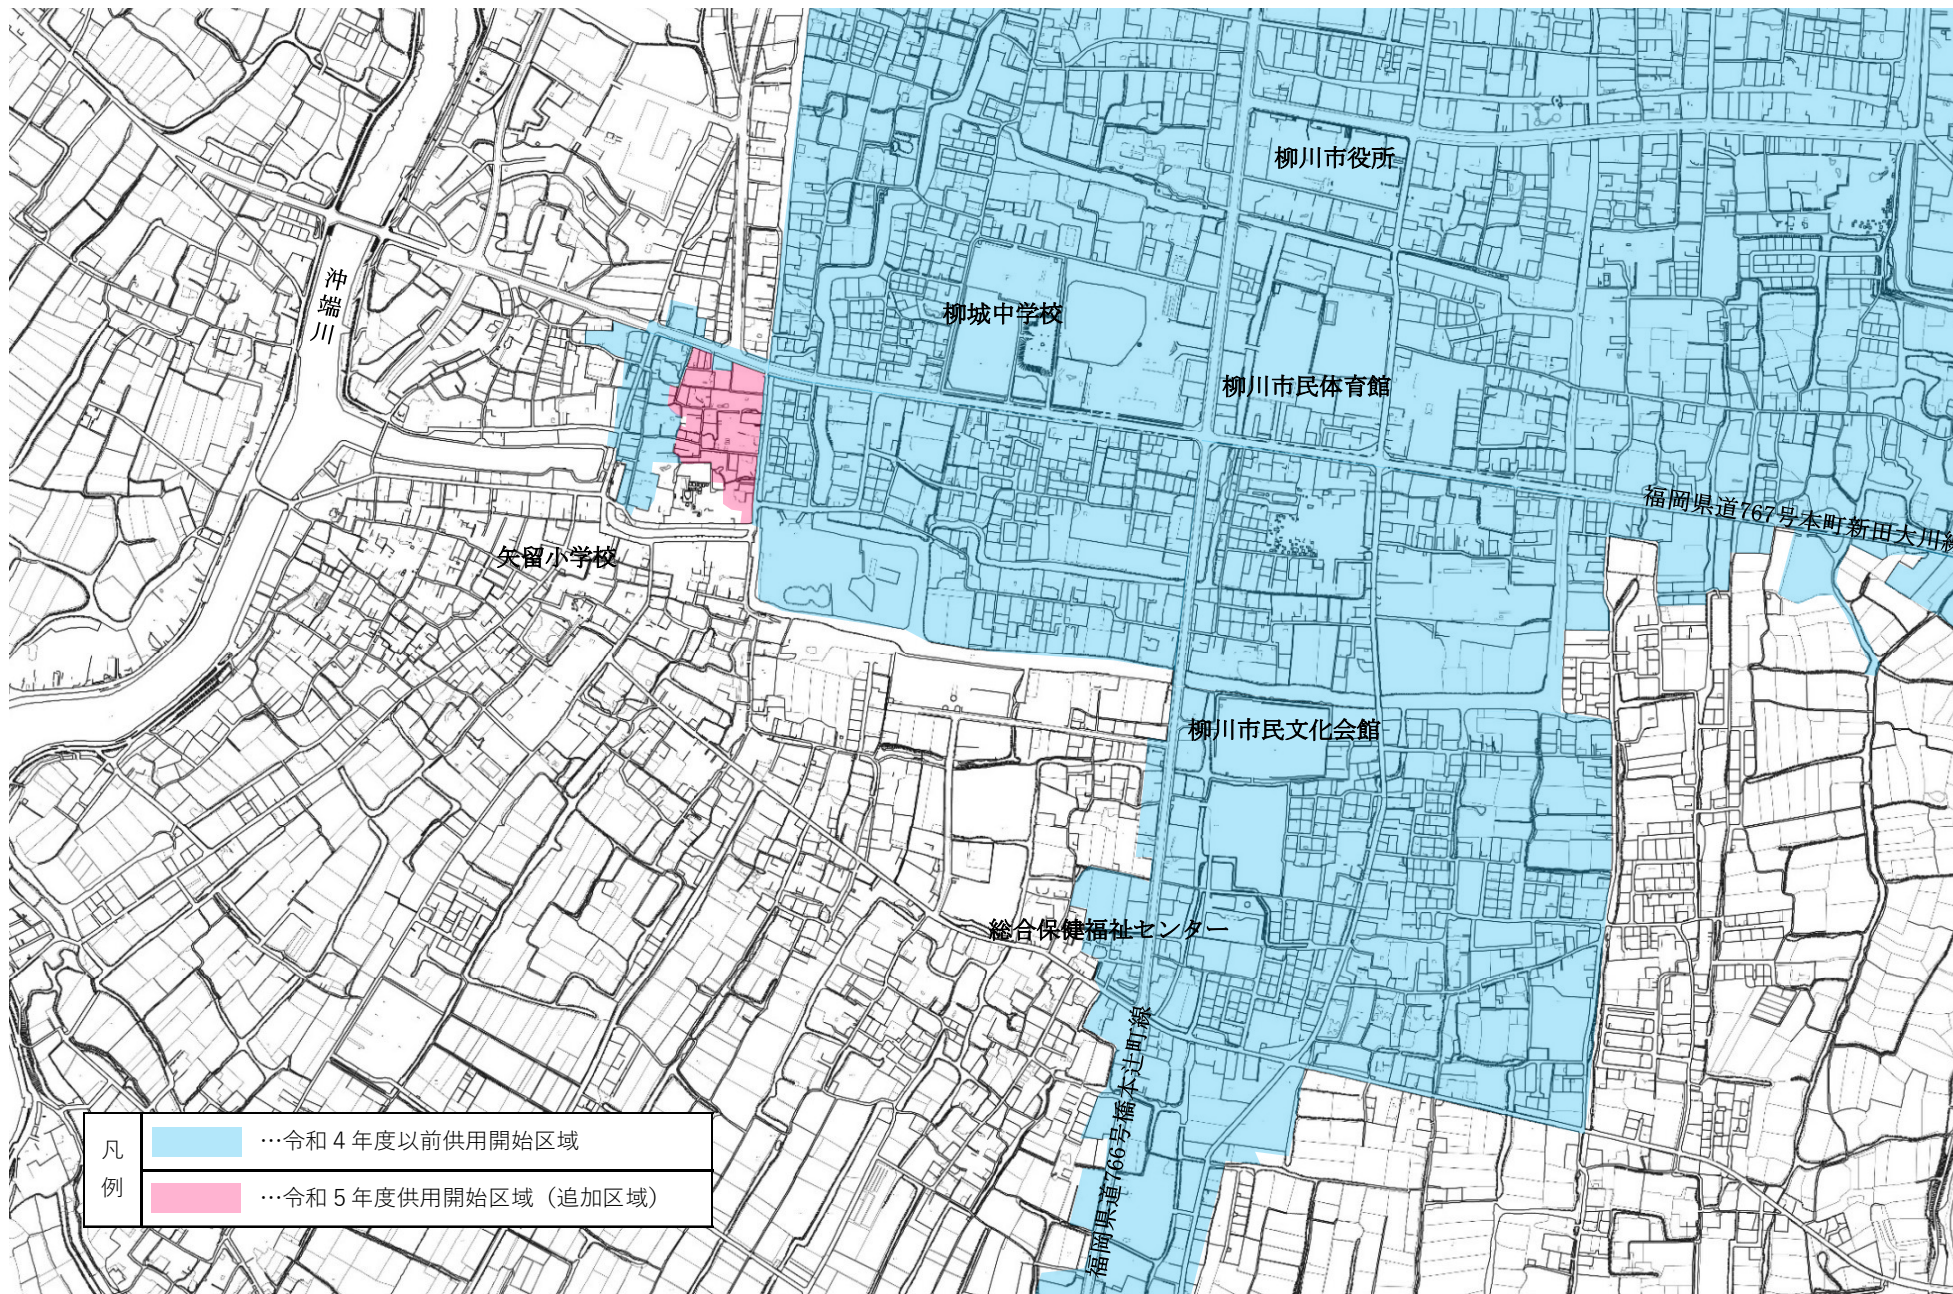 柳川市役所
沖端川
柳城中学校
柳川市民体育館
福岡県道767号本町新田大川線
矢留小学校
柳川市民文化会館
総合保健福祉センター
福岡県道766号橋本辻町線
凡例
…令和4年度以前供用開始区域
…令和5年度供用開始区域（追加区域）